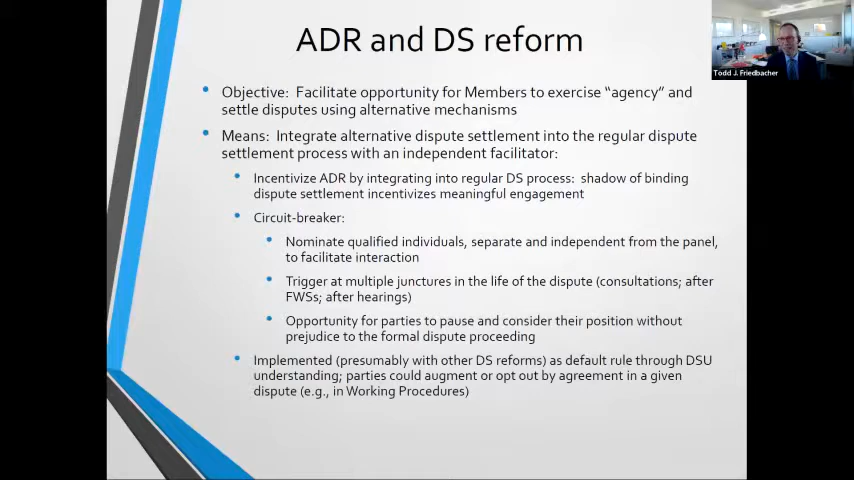 ADR and DS reform
Todd J. Friedbacher
Objective: Facilitate opportunity for Members to exercise “agency” and
settle disputes using alternative mechanisms
Means: Integrate alternative dispute settlement into the regular dispute
settlement process with an independent facilitator:
Incentivize ADR by integrating into regular DS process: shadow of binding
dispute settlement incentivizes meaningful engagement
Circuit-breaker:
Nominate qualified individuals, separate and independent from the panel,
to facilitate interaction
Trigger at multiple junctures in the life of the dispute (consultations; after
FWSs; after hearings)
Opportunity for parties to pause and consider their position without
prejudice to the formal dispute proceeding
Implemented (presumably with other DS reforms) as default rule through DSU
understanding; parties could augment or opt out by agreement in a given
dispute (e.g., in Working Procedures)